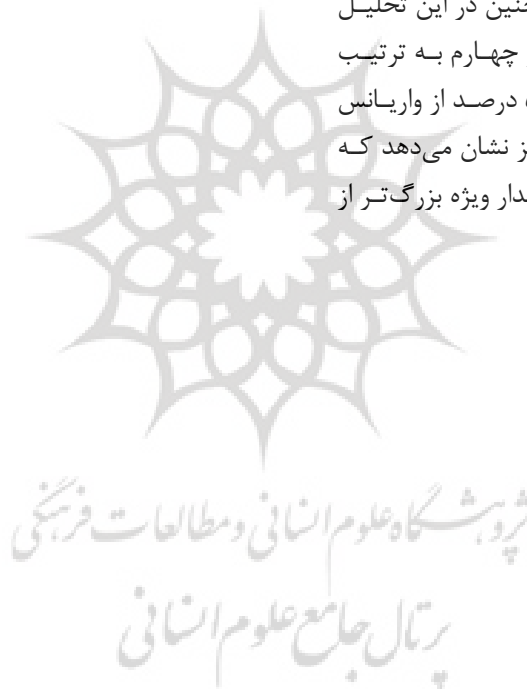 چنین در این تحلیل
چهارم به ترتیب
درصد از واریانس
نشان می‌دهد که
ویژه بزرگ‌تر از
پژوهشگاه علوم انسانی و مطالعات فرهنگی
پرتال جامع علوم انسانی